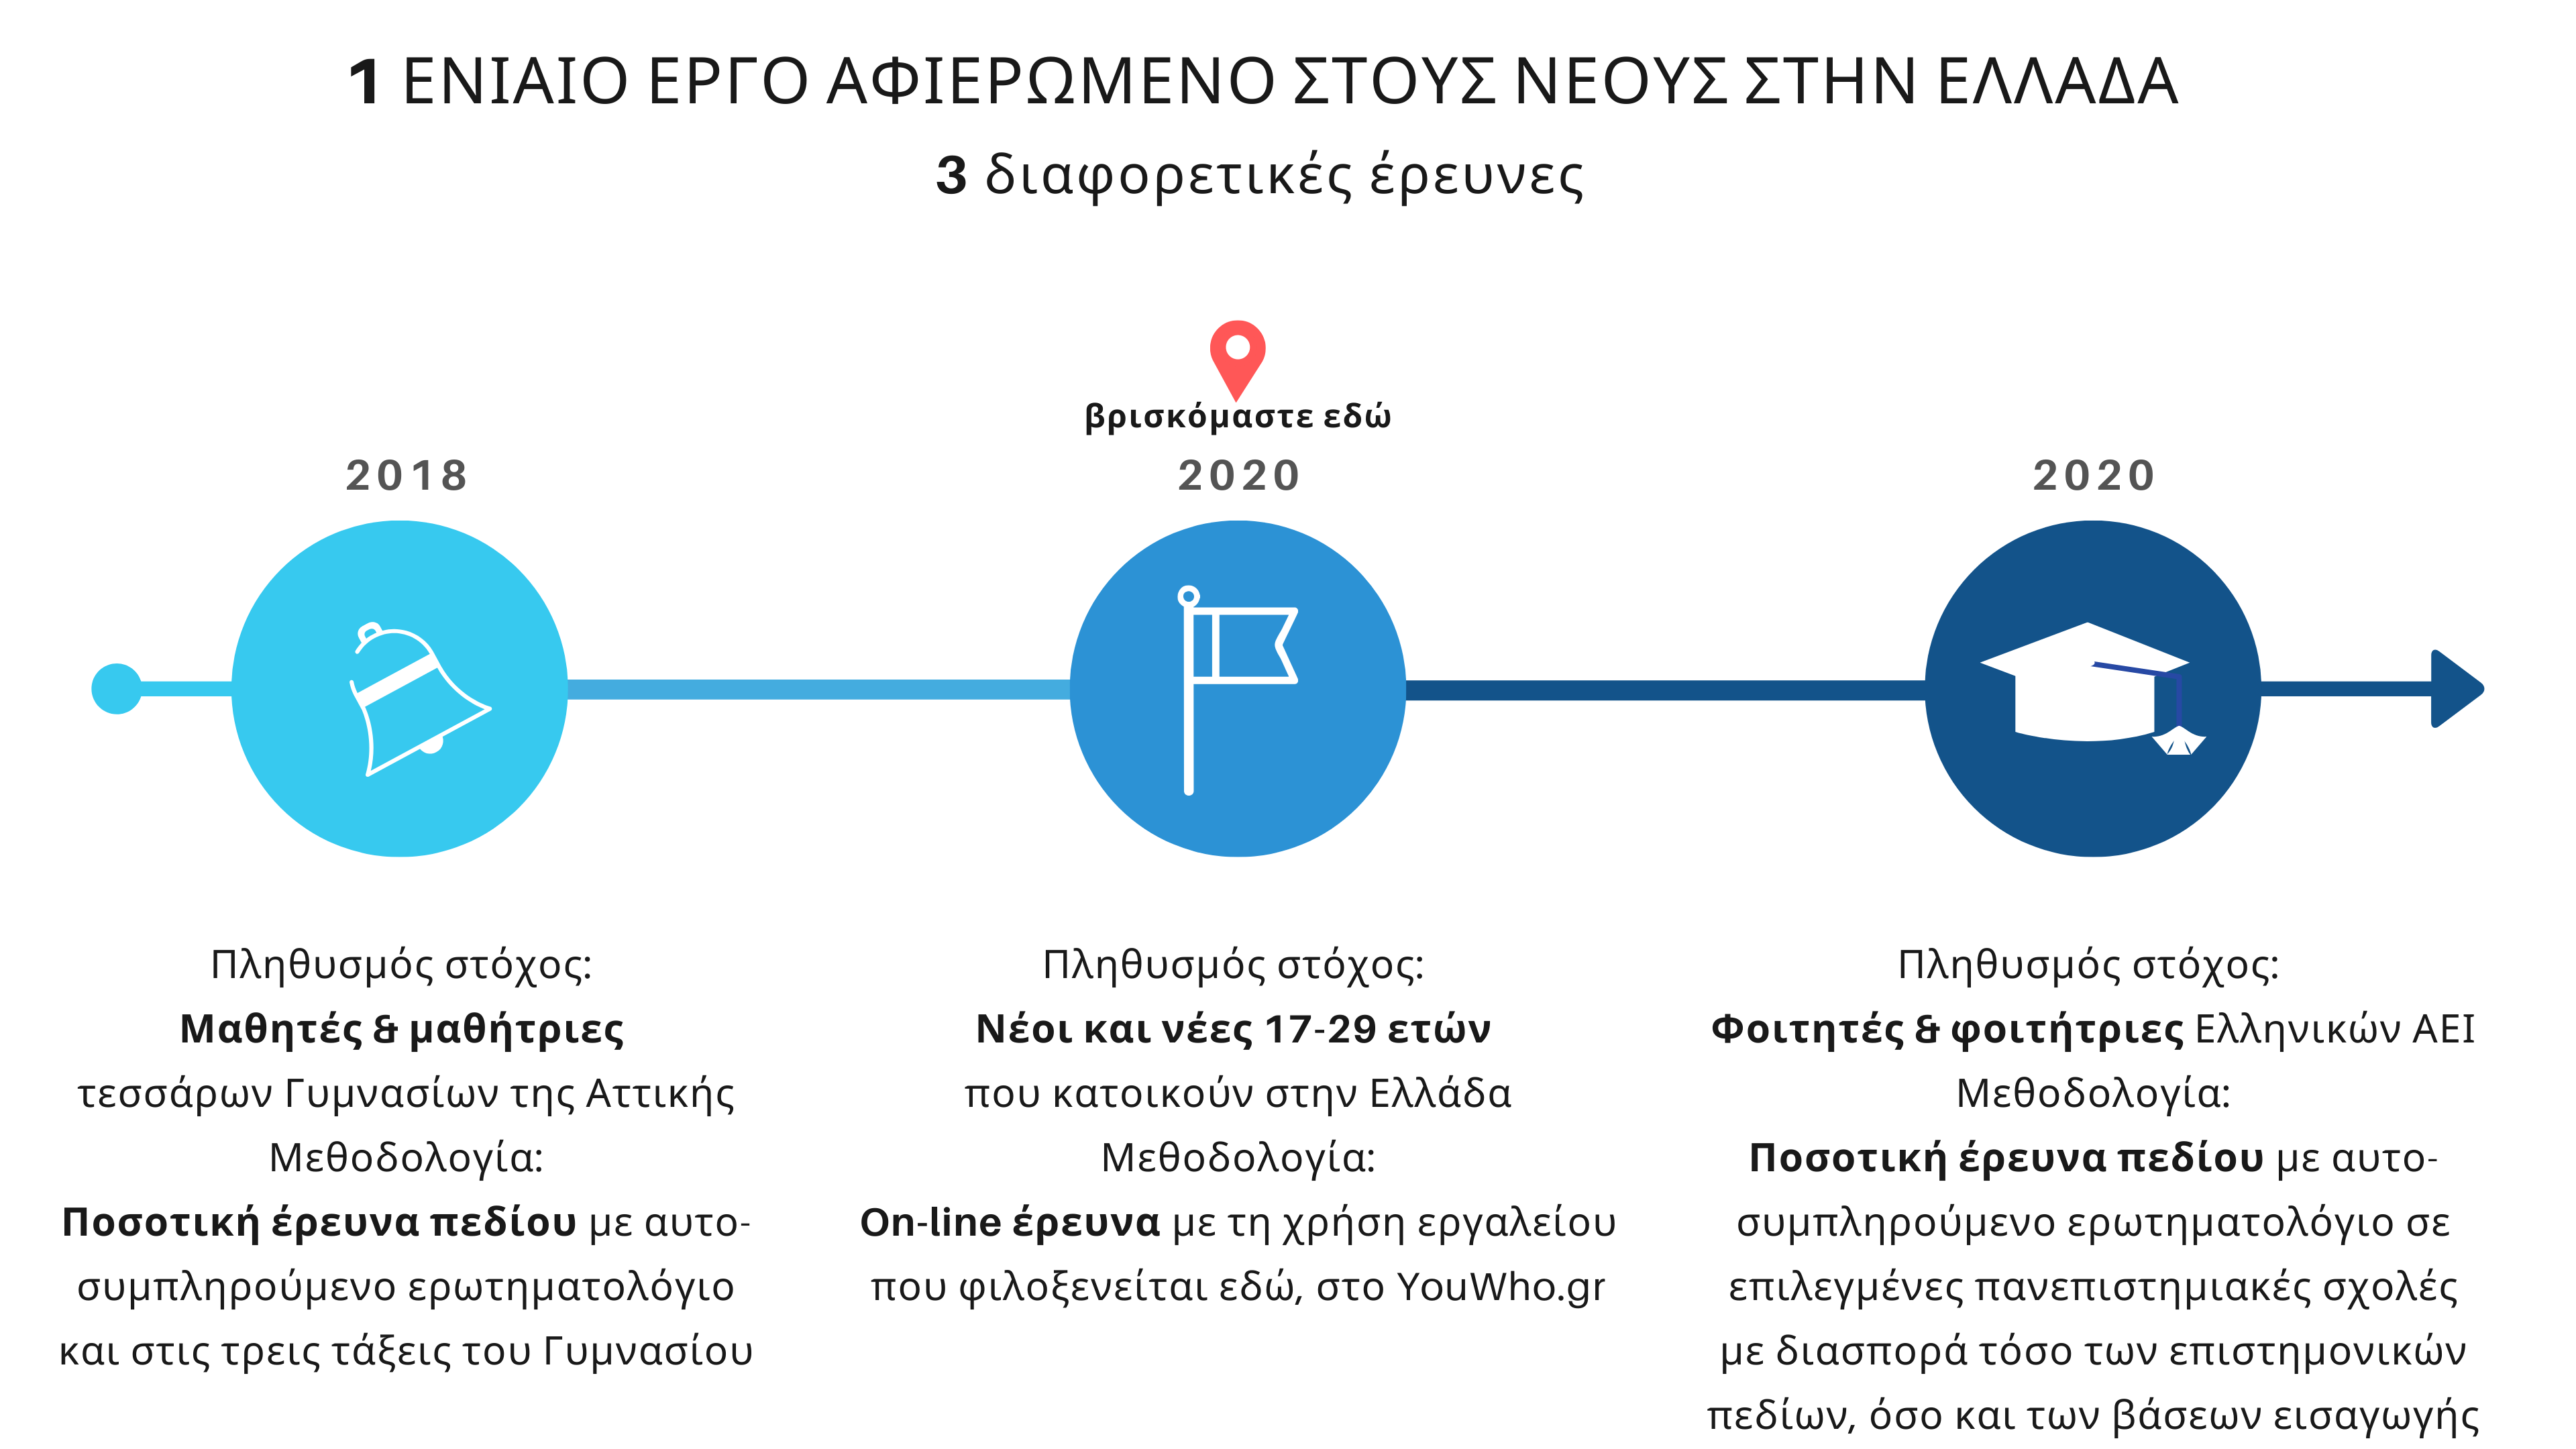 1 ΕΝΙΑΙΟ ΕΡΓΟ ΑΦΙΕΡΩΜΕΝΟ ΣΤΟΥΣ ΝΕΟΥΣ ΣΤΗΝ ΕΛΛΑΔΑ
3 διαφορετικές έρευνες
βρισκόμαστε εδώ
2018
Πληθυσμός στόχος:
Μαθητές & μαθήτριες
τεσσάρων Γυμνασίων της Αττικής
Μεθοδολογία:
Ποσοτική έρευνα πεδίου με αυτο-
συμπληρούμενο ερωτηματολόγιο
και στις τρεις τάξεις του Γυμνασίου
2020
Πληθυσμός στόχος:
Νέοι και νέες 17-29 ετών
που κατοικούν στην Ελλάδα
Μεθοδολογία:
On-line έρευνα με τη χρήση εργαλείου
που φιλοξενείται εδώ, στο YouWho.gr
2020
Πληθυσμός στόχος:
Φοιτητές & φοιτήτριες Ελληνικών ΑΕΙ
Μεθοδολογία:
Ποσοτική έρευνα πεδίου με αυτο-
συμπληρούμενο ερωτηματολόγιο σε
επιλεγμένες πανεπιστημιακές σχολές
με διασπορά τόσο των επιστημονικών
πεδίων, όσο και των βάσεων εισαγωγής